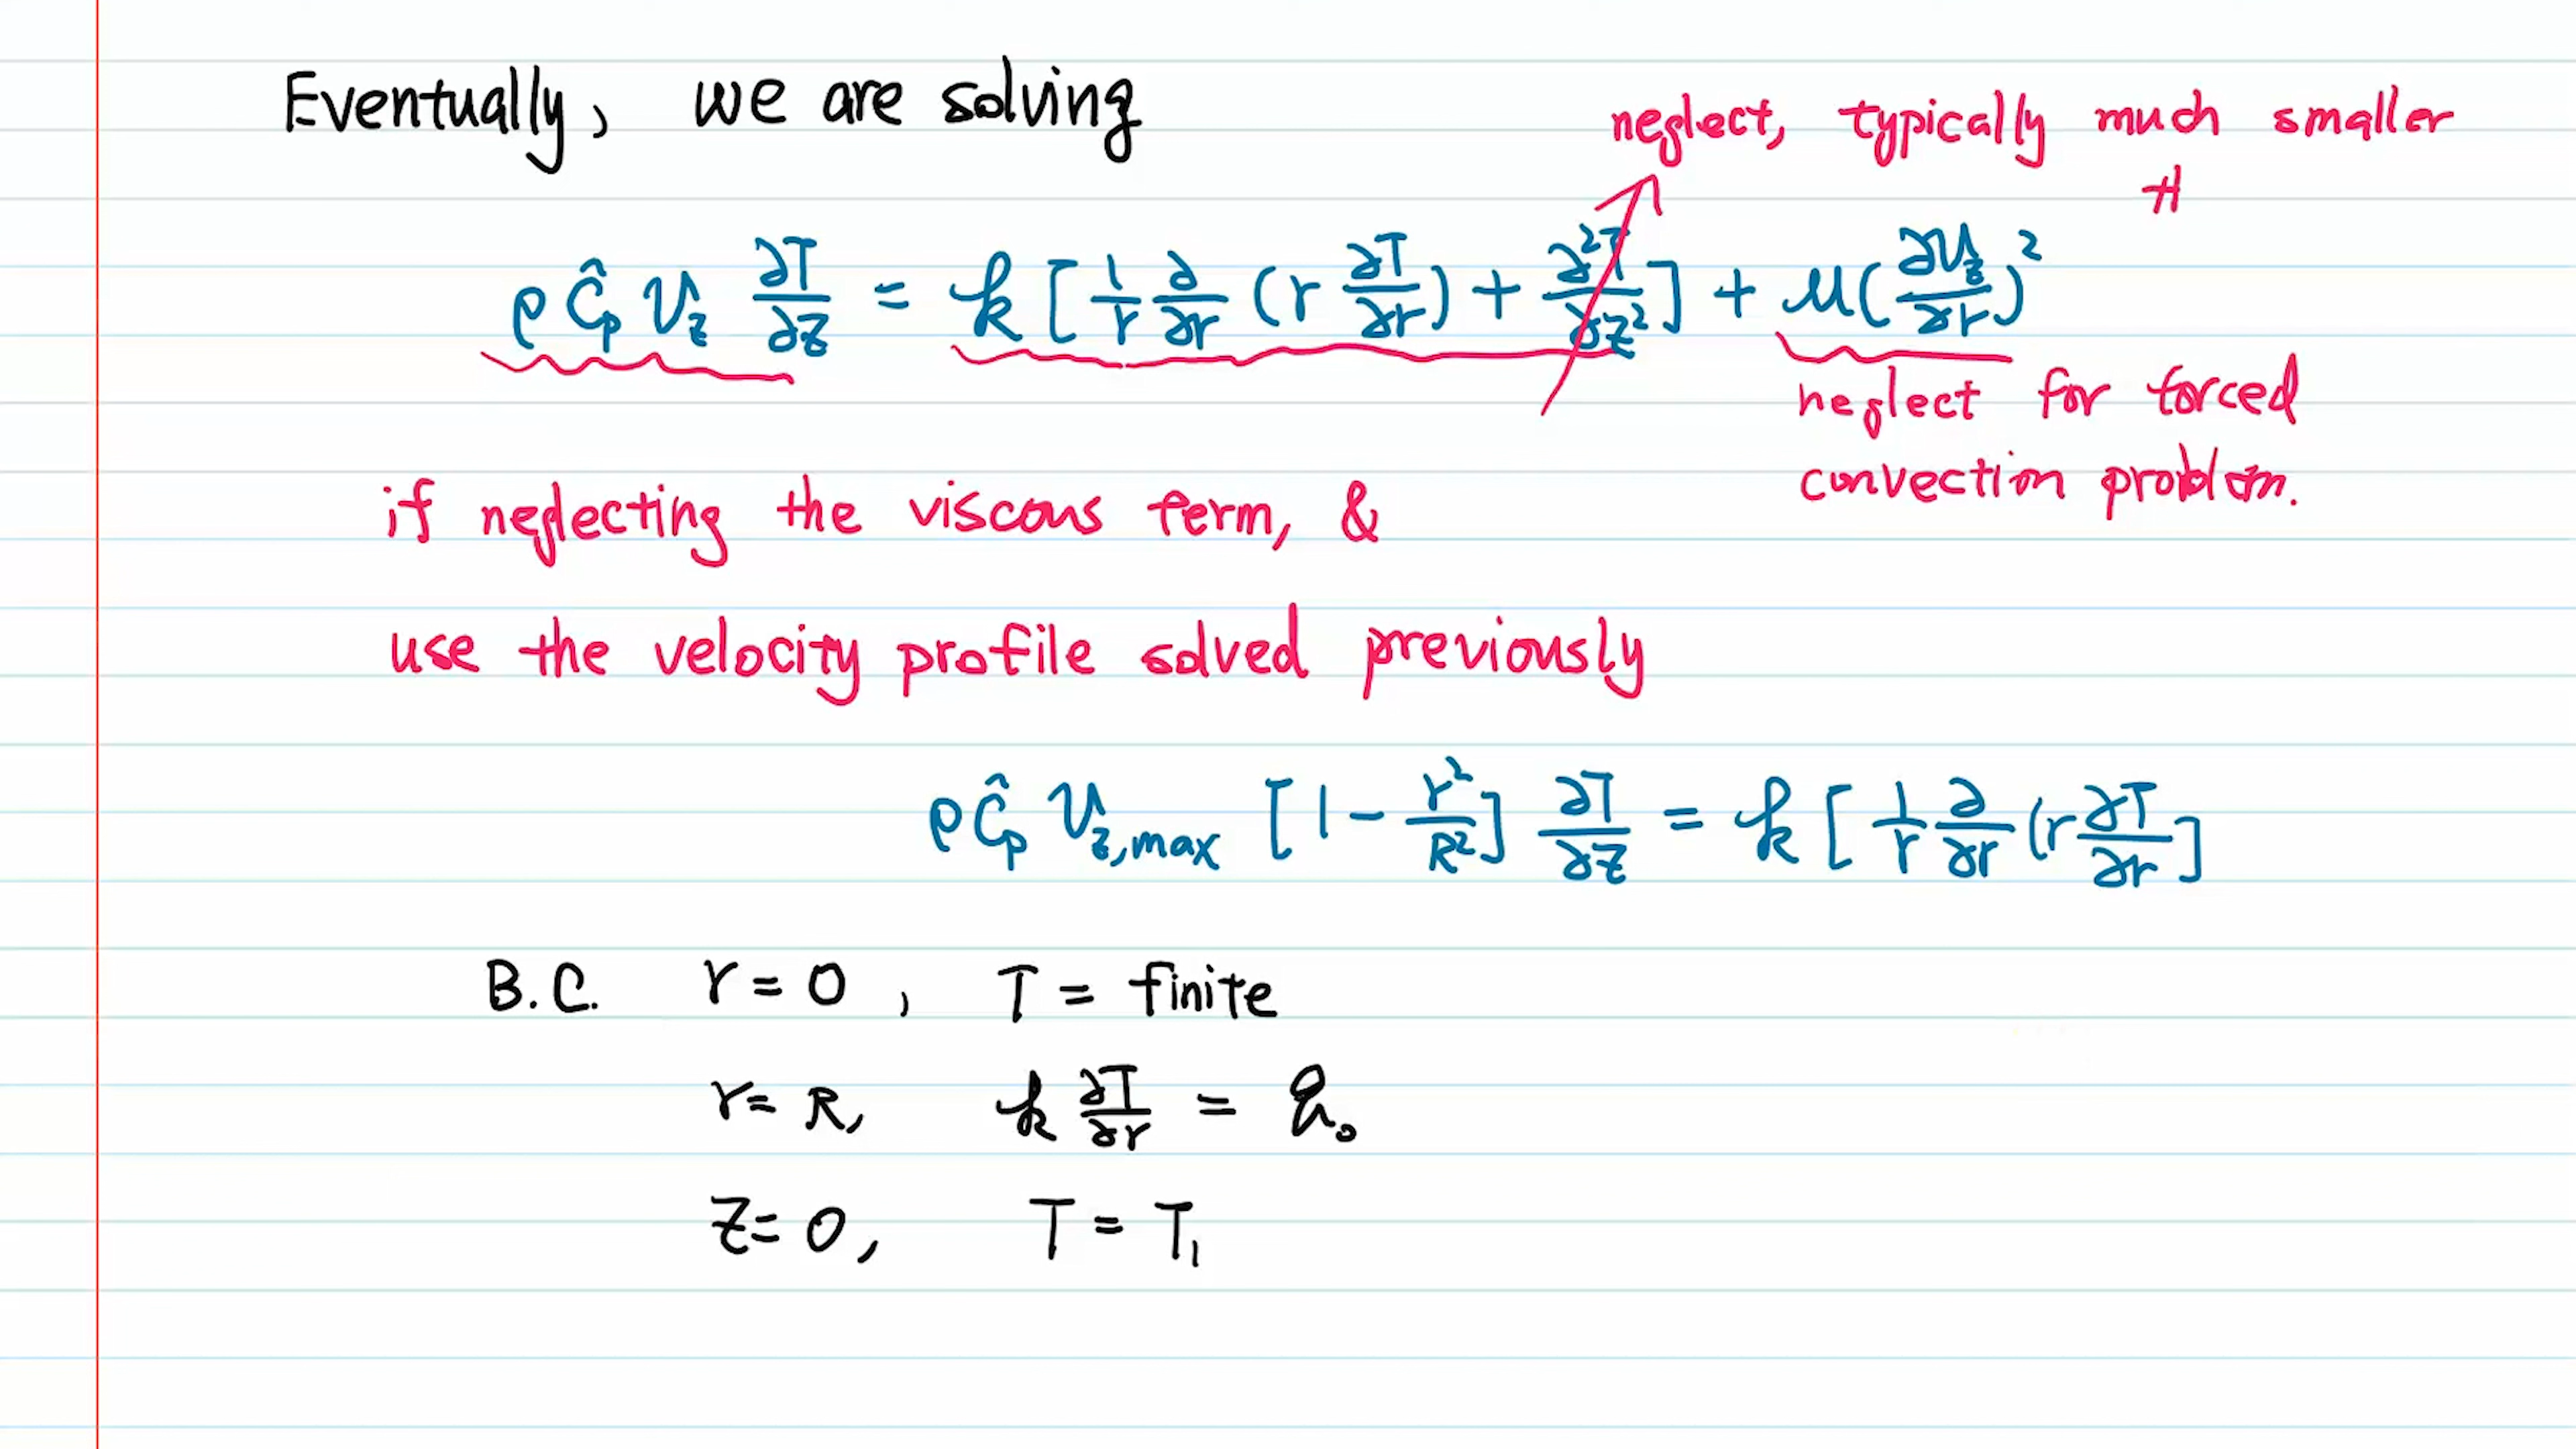 Eventually, we are solving
neglect, typically much smaller
ρ Ĉp Vz ∂T/∂z = k [ 1/r ∂/∂r (r ∂T/∂r) + ∂²T/∂z² ] + μ(∂Vz/∂r)²
neglect for forced
convection problem.
if neglecting the viscous term, &
use the velocity profile solved previously
ρ Ĉp Vz,max [1 - r²/R²] ∂T/∂z = k [ 1/r ∂/∂r (r ∂T/∂r ]
B.C. r = 0, T = finite
r = R, k ∂T/∂r = q₀
z = 0, T = T₁